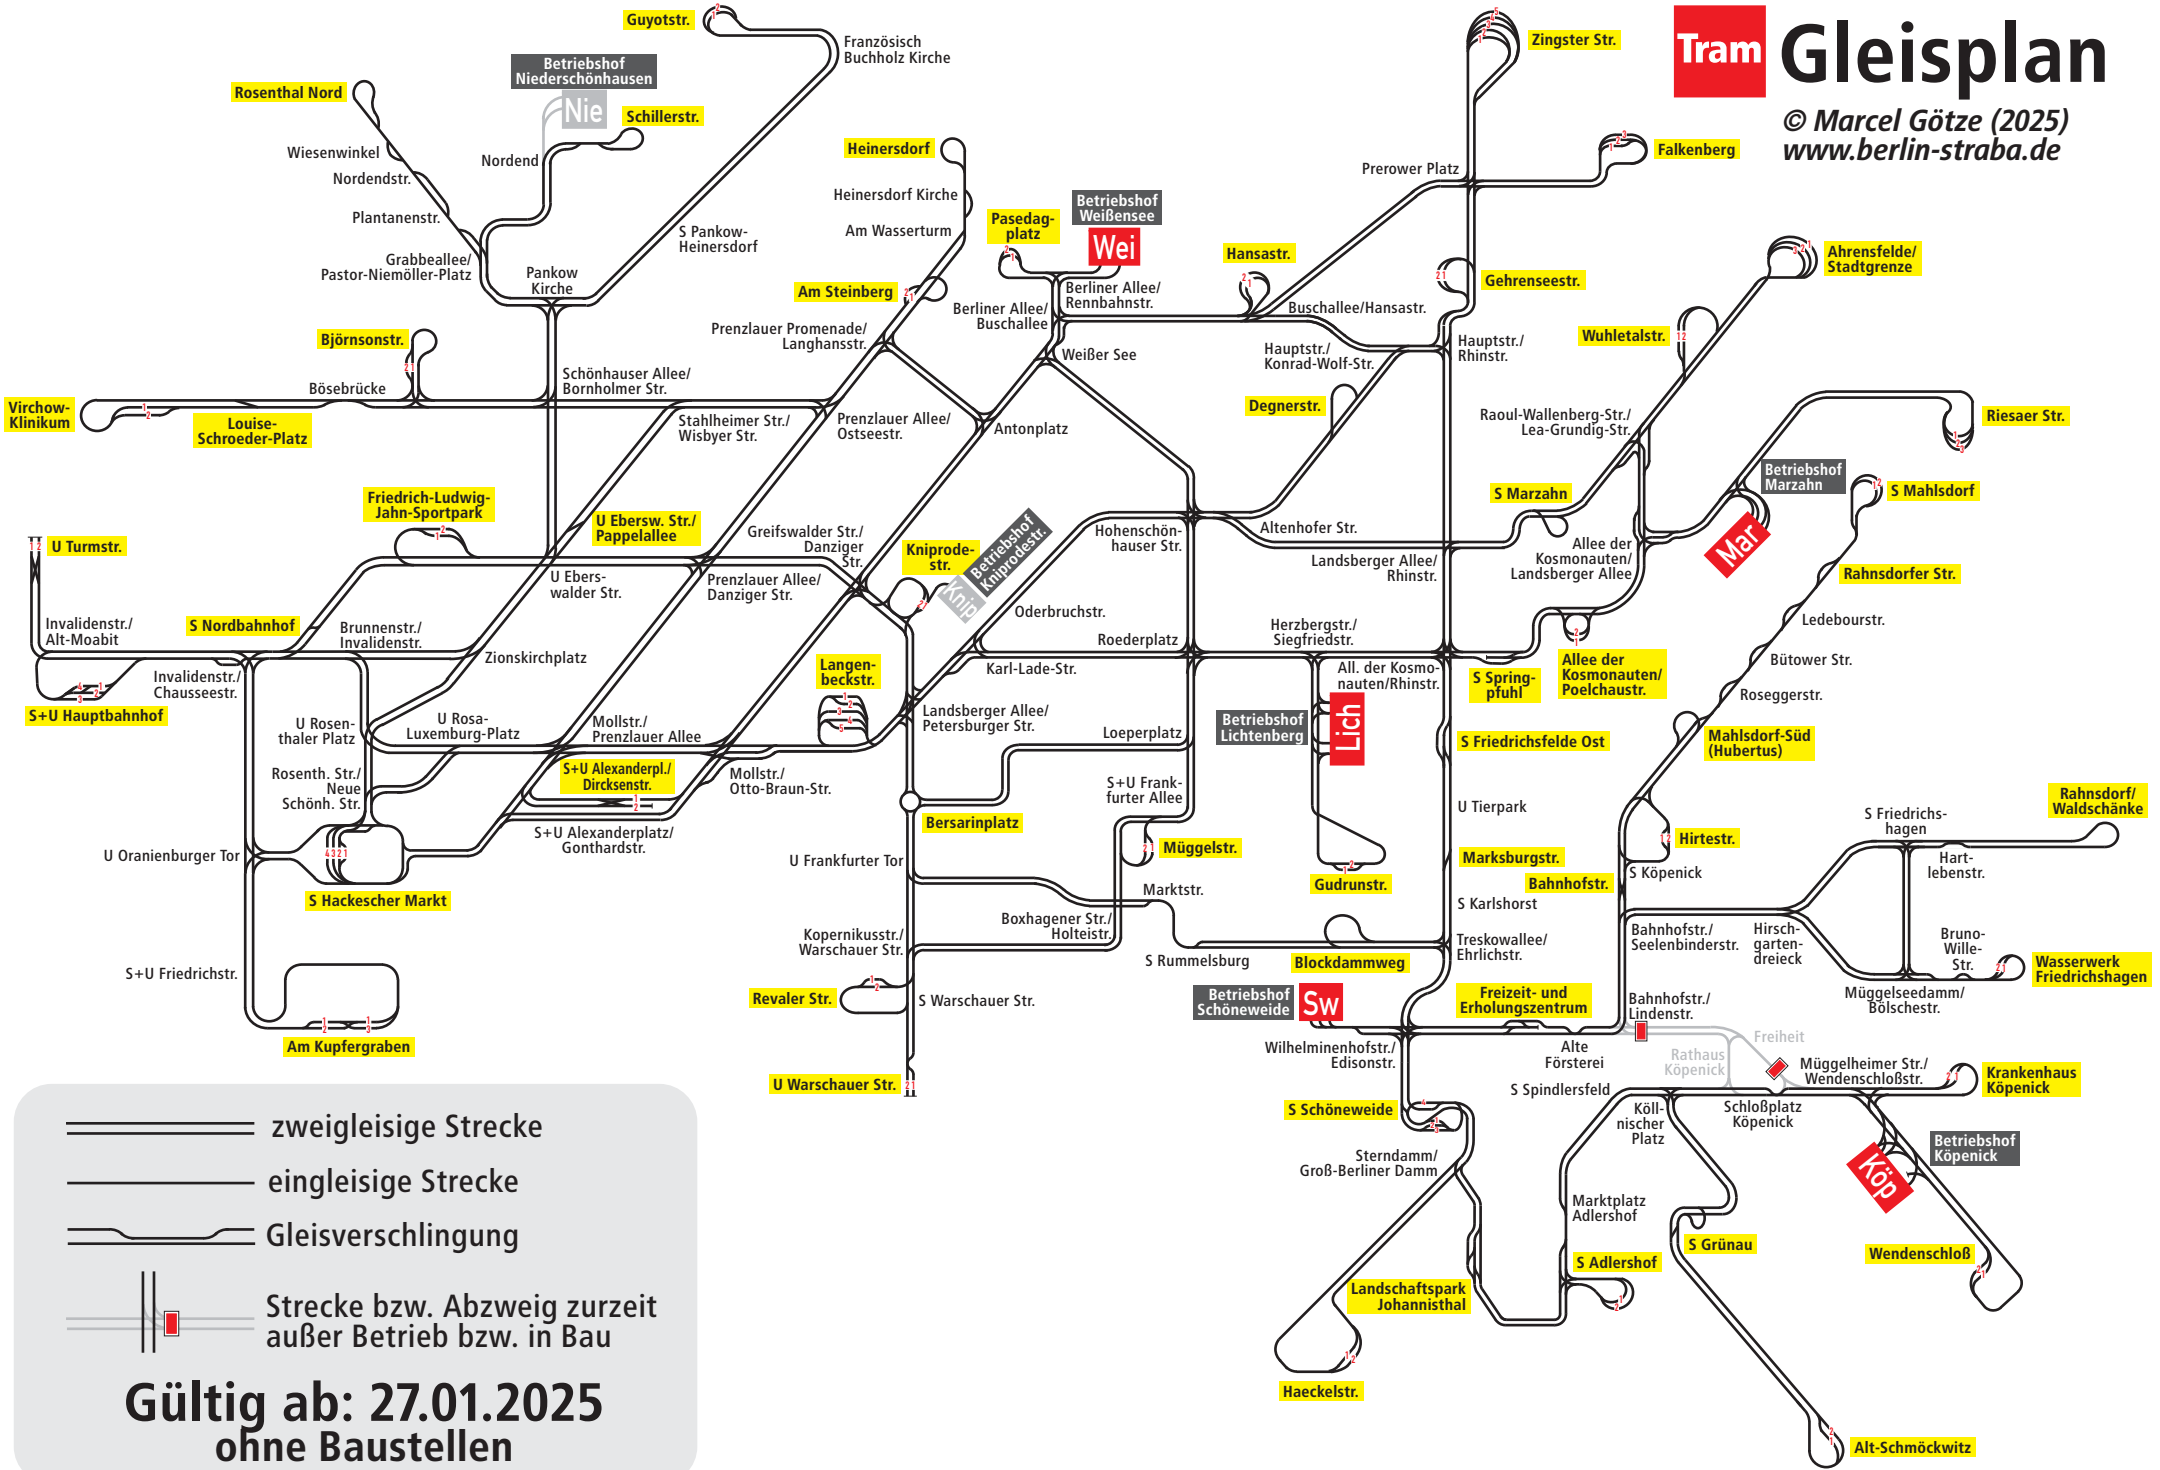 Tram
Gleisplan
© Marcel Götze (2025)
www.berlin-straba.de
Guyotstr.
Französisch
Buchholz Kirche
Zingster Str.
Betriebshof
Niederschönhausen
Nie
Rosenthal Nord
Schillerstr.
Wiesenwinkel
Nordend
Nordendstr.
Plantanenstr.
Grabbeallee/
Pastor-Niemöller-Platz
Pankow
Kirche
S Pankow-
Heinersdorf
Heinersdorf
Heinersdorf Kirche
Am Wasserturm
Am Steinberg
Prenzlauer Promenade/
Langhansstr.
Pasedag-
platz
Betriebshof
Weißensee
Wei
Berliner Allee/
Rennbahnstr.
Berliner Allee/
Buschallee
Weißer See
Hansastr.
Buschallee/Hansastr.
Prerower Platz
Falkenberg
Gehrenseestr.
Hauptstr./
Rhinstr.
Hauptstr./
Konrad-Wolf-Str.
Degnerstr.
Ahrensfelde/
Stadtgrenze
Wuhletalstr.
Raoul-Wallenberg-Str./
Lea-Grundig-Str.
Riesaer Str.
Betriebshof
Marzahn
Mar
S Mahlsdorf
S Marzahn
Björnsonstr.
Bösebrücke
Schönhauser Allee/
Bornholmer Str.
Virchow-
Klinikum
Louise-
Schroeder-Platz
Stahlheimer Str./
Wisbyer Str.
Prenzlauer Allee/
Ostseestr.
Antonplatz
Friedrich-Ludwig-
Jahn-Sportpark
U Ebersw. Str./
Pappelallee
Greifswalder Str./
Danziger
Str.
Kniprode-
str.
Betriebshof
Kniprodestr.
Knip
Hohenschön-
hauser Str.
Altenhofer Str.
Landsberger Allee/
Rhinstr.
Allee der
Kosmonauten/
Landsberger Allee
U Turmstr.
U Ebers-
walder Str.
Prenzlauer Allee/
Danziger Str.
Oderbruchstr.
Rahnsdorfer Str.
Ledebourstr.
Bütower Str.
Roseggerstr.
Invalidenstr./
Alt-Moabit
S Nordbahnhof
Brunnenstr./
Invalidenstr.
Zionskirchplatz
Invalidenstr./
Chausseestr.
S+U Hauptbahnhof
Langen-
beckstr.
Karl-Lade-Str.
Roederplatz
Herzbergstr./
Siegfriedstr.
All. der Kosmo-
nauten/Rhinstr.
S Spring-
pfuhl
Allee der
Kosmonauten/
Poelchaustr.
U Rosen-
thaler Platz
U Rosa-
Luxemburg-Platz
Mollstr./
Prenzlauer Allee
Landsberger Allee/
Petersburger Str.
Loeperplatz
Betriebshof
Lichtenberg
Lich
S Friedrichsfelde Ost
Mahlsdorf-Süd
(Hubertus)
Rosenth. Str./
Neue
Schönh. Str.
S+U Alexanderpl./
Dircksenstr.
Mollstr./
Otto-Braun-Str.
S+U Frank-
furter Allee
U Tierpark
Bersarinplatz
S+U Alexanderplatz/
Gonthardstr.
U Oranienburger Tor
S Hackescher Markt
U Frankfurter Tor
Müggelstr.
Marktstr.
Gudrunstr.
Marksburgstr.
Bahnhofstr.
Hirtestr.
S Köpenick
S Karlshorst
Rahnsdorf/
Waldschänke
S Friedrichs-
hagen
Hart-
lebenstr.
S+U Friedrichstr.
Am Kupfergraben
Kopernikusstr./
Warschauer Str.
Boxhagener Str./
Holteistr.
Revaler Str.
S Warschauer Str.
U Warschauer Str.
S Rummelsburg
Blockdammweg
Treskowallee/
Ehrlichstr.
Bahnhofstr./
Seelenbinderstr.
Hirsch-
garten-
dreieck
Bruno-
Wille-
Str.
Wasserwerk
Friedrichshagen
Müggelseedamm/
Bölschestr.
Betriebshof
Schöneweide
Sw
Freizeit- und
Erholungszentrum
Bahnhofstr./
Lindenstr.
Freiheit
Rathaus
Köpenick
Wilhelminenhofstr./
Edisonstr.
Alte
Försterei
S Spindlersfeld
Müggelheimer Str./
Wendenschloßstr.
Krankenhaus
Köpenick
S Schöneweide
Köll-
nischer
Platz
Schloßplatz
Köpenick
Betriebshof
Köpenick
Köp
Sterndamm/
Groß-Berliner Damm
Marktplatz
Adlershof
S Grünau
Wendenschloß
S Adlershof
Landschaftspark
Johannisthal
Haeckelstr.
Alt-Schmöckwitz
zweigleisige Strecke
eingleisige Strecke
Gleisverschlingung
Strecke bzw. Abzweig zurzeit
außer Betrieb bzw. in Bau
Gültig ab: 27.01.2025
ohne Baustellen